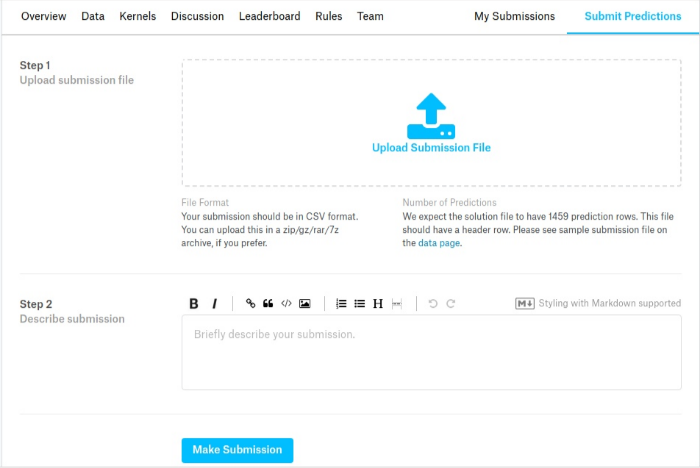 Overview Data Kernels Discussion Leaderboard Rules Team My Submissions Submit Predictions
Step 1
Upload submission file
Upload Submission File
File Format
Your submission should be in CSV format.
You can upload this in a zip/gz/rar/7z
archive, if you prefer.
Number of Predictions
We expect the solution file to have 1459 prediction rows. This file
should have a header row. Please see sample submission file on
the data page.
Step 2
Describe submission
B I H
M Styling with Markdown supported
Briefly describe your submission.
Make Submission